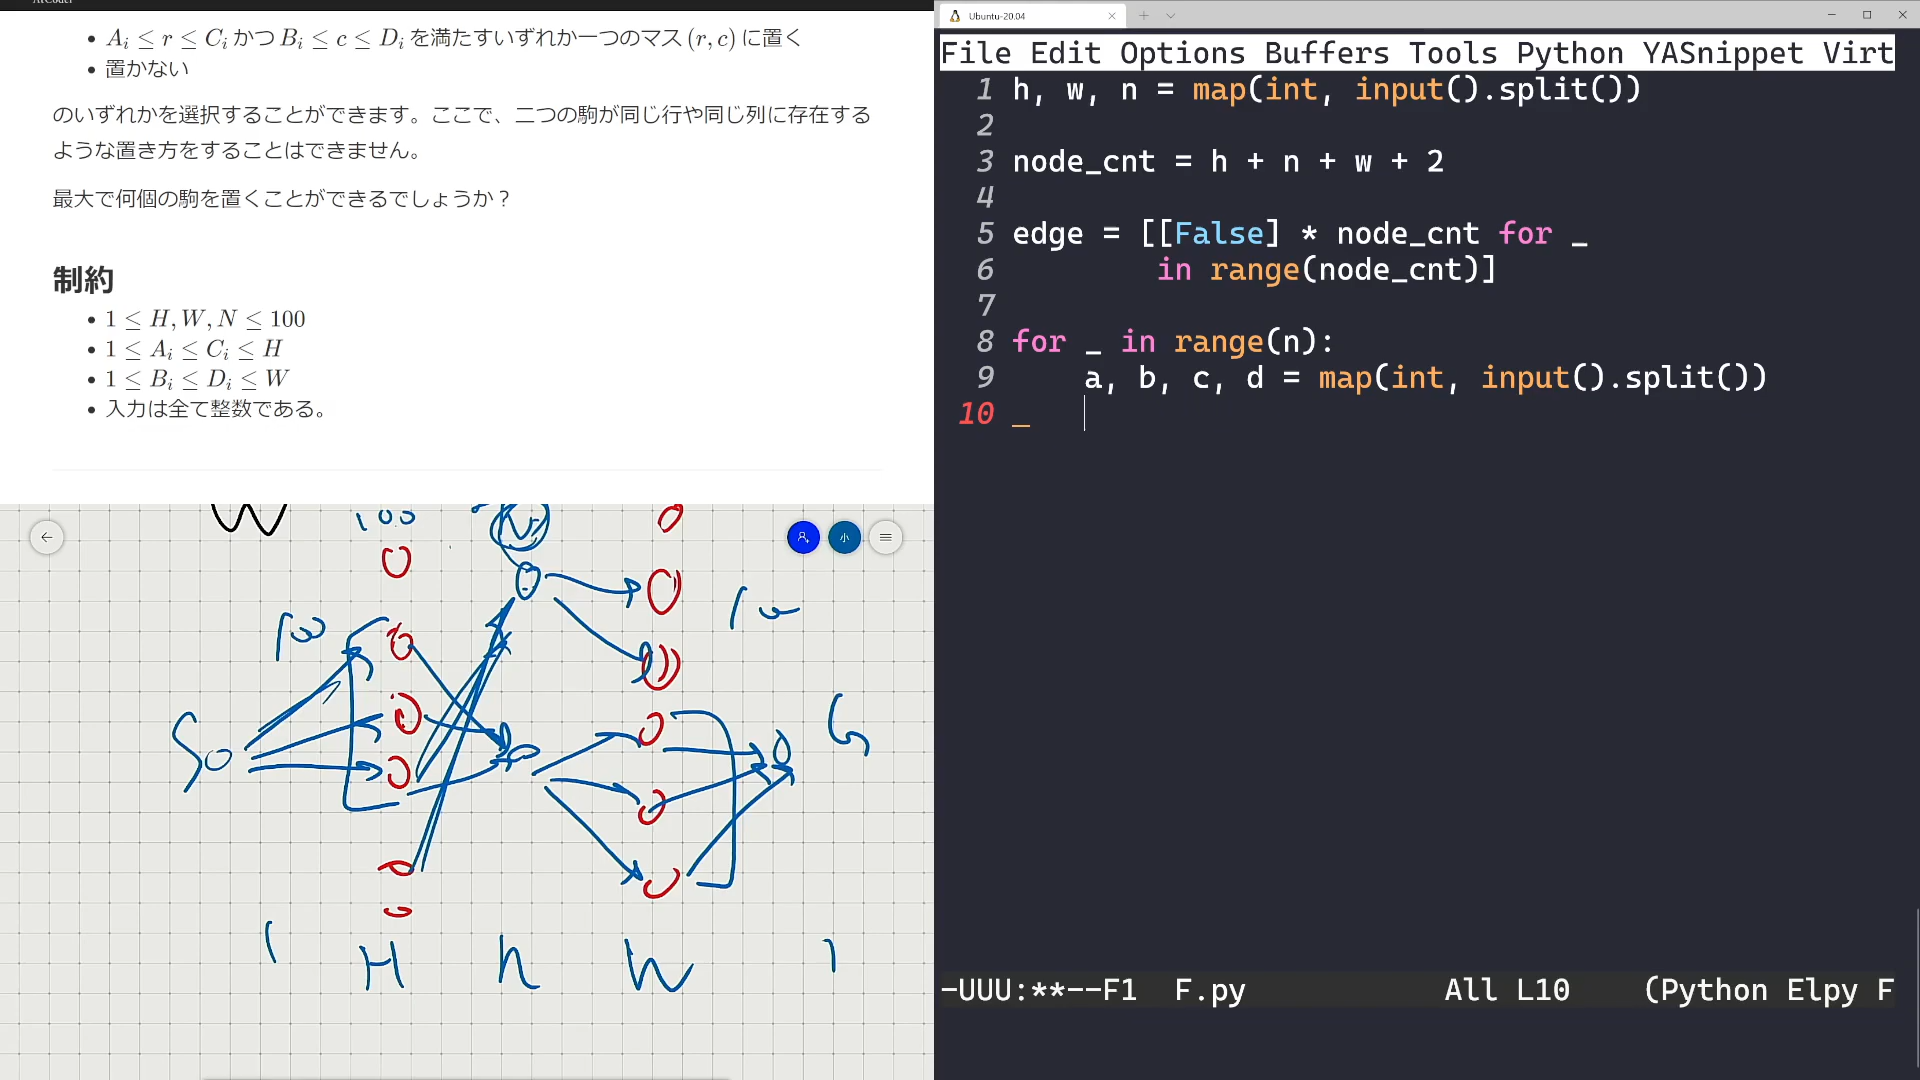 AtCoder
• A_i ≤ r ≤ C_i かつ B_i ≤ c ≤ D_i を満たすいずれか一つのマス (r, c) に置く
• 置かない
のいずれかを選択することができます。ここで、二つの駒が同じ行や同じ列に存在する
ような置き方をすることはできません。
最大で何個の駒を置くことができるでしょうか？
制約
• 1 ≤ H, W, N ≤ 100
• 1 ≤ A_i ≤ C_i ≤ H
• 1 ≤ B_i ≤ D_i ≤ W
• 入力は全て整数である。
W
100
N
小
S
G
1
H
n
W
1
Ubuntu-20.04
File Edit Options Buffers Tools Python YASnippet Virt
1 h, w, n = map(int, input().split())
2
3 node_cnt = h + n + w + 2
4
5 edge = [[False] * node_cnt for _
6         in range(node_cnt)]
7
8 for _ in range(n):
9     a, b, c, d = map(int, input().split())
10 _
-UUU:**--F1 F.py All L10 (Python Elpy F